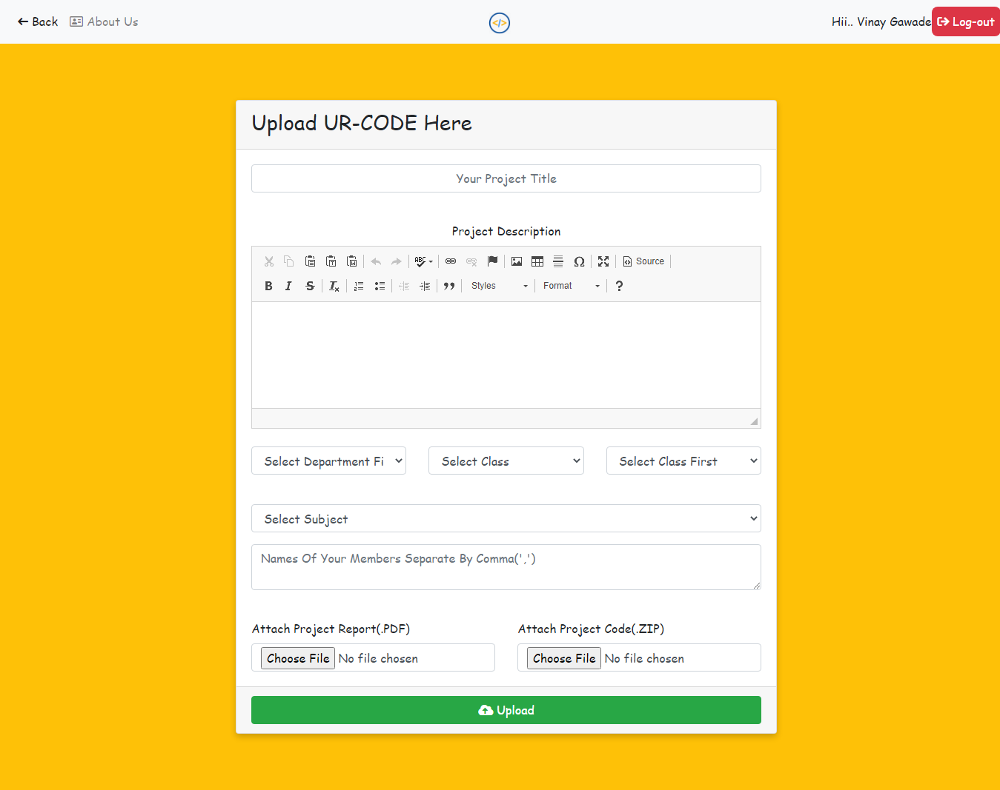 Back About Us </> Hii.. Vinay Gawade Log-out
Upload UR-CODE Here
Your Project Title
Project Description
ABC Ω Source
B I S Tx Styles Format ?
Select Department Fi Select Class Select Class First
Select Subject
Names Of Your Members Separate By Comma(',')
Attach Project Report(.PDF) Attach Project Code(.ZIP)
Choose File No file chosen Choose File No file chosen
Upload